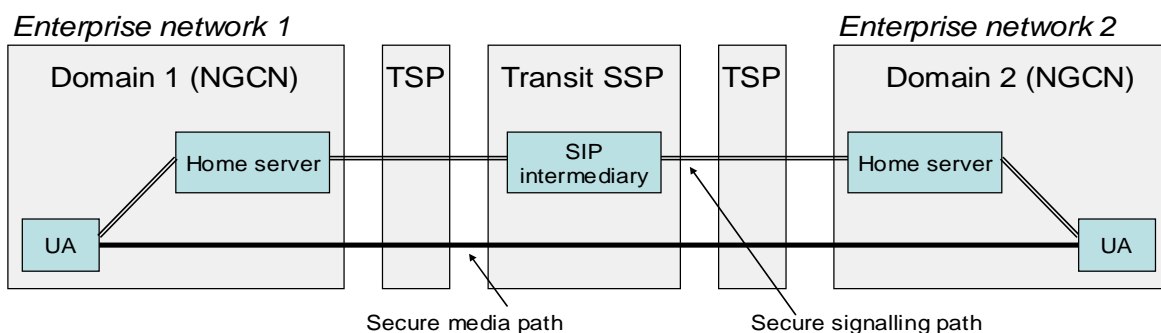 Enterprise network 1
Enterprise network 2
Domain 1 (NGCN)
TSP
Transit SSP
TSP
Domain 2 (NGCN)
Home server
SIP
intermediary
Home server
UA
UA
Secure media path
Secure signalling path